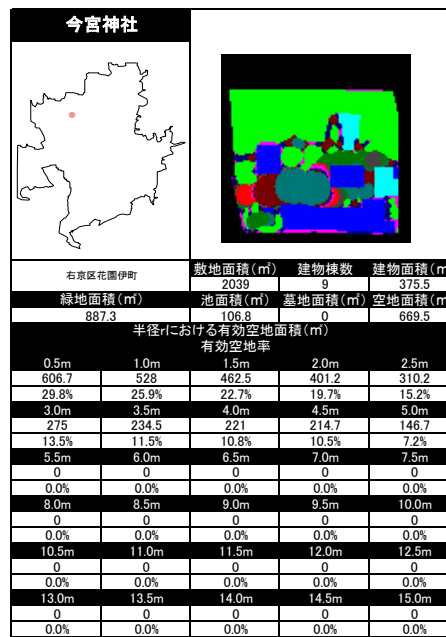 今宮神社
右京区花園伊町
敷地面積(㎡) 建物棟数 建物面積(㎡
2039 9 375.5
緑地面積(㎡) 池面積(㎡) 墓地面積(㎡) 空地面積(㎡
887.3 106.8 0 669.5
半径rにおける有効空地面積(㎡)
有効空地率
0.5m 1.0m 1.5m 2.0m 2.5m
606.7 528 462.5 401.2 310.2
29.8% 25.9% 22.7% 19.7% 15.2%
3.0m 3.5m 4.0m 4.5m 5.0m
275 234.5 221 214.7 146.7
13.5% 11.5% 10.8% 10.5% 7.2%
5.5m 6.0m 6.5m 7.0m 7.5m
0 0 0 0 0
0.0% 0.0% 0.0% 0.0% 0.0%
8.0m 8.5m 9.0m 9.5m 10.0m
0 0 0 0 0
0.0% 0.0% 0.0% 0.0% 0.0%
10.5m 11.0m 11.5m 12.0m 12.5m
0 0 0 0 0
0.0% 0.0% 0.0% 0.0% 0.0%
13.0m 13.5m 14.0m 14.5m 15.0m
0 0 0 0 0
0.0% 0.0% 0.0% 0.0% 0.0%